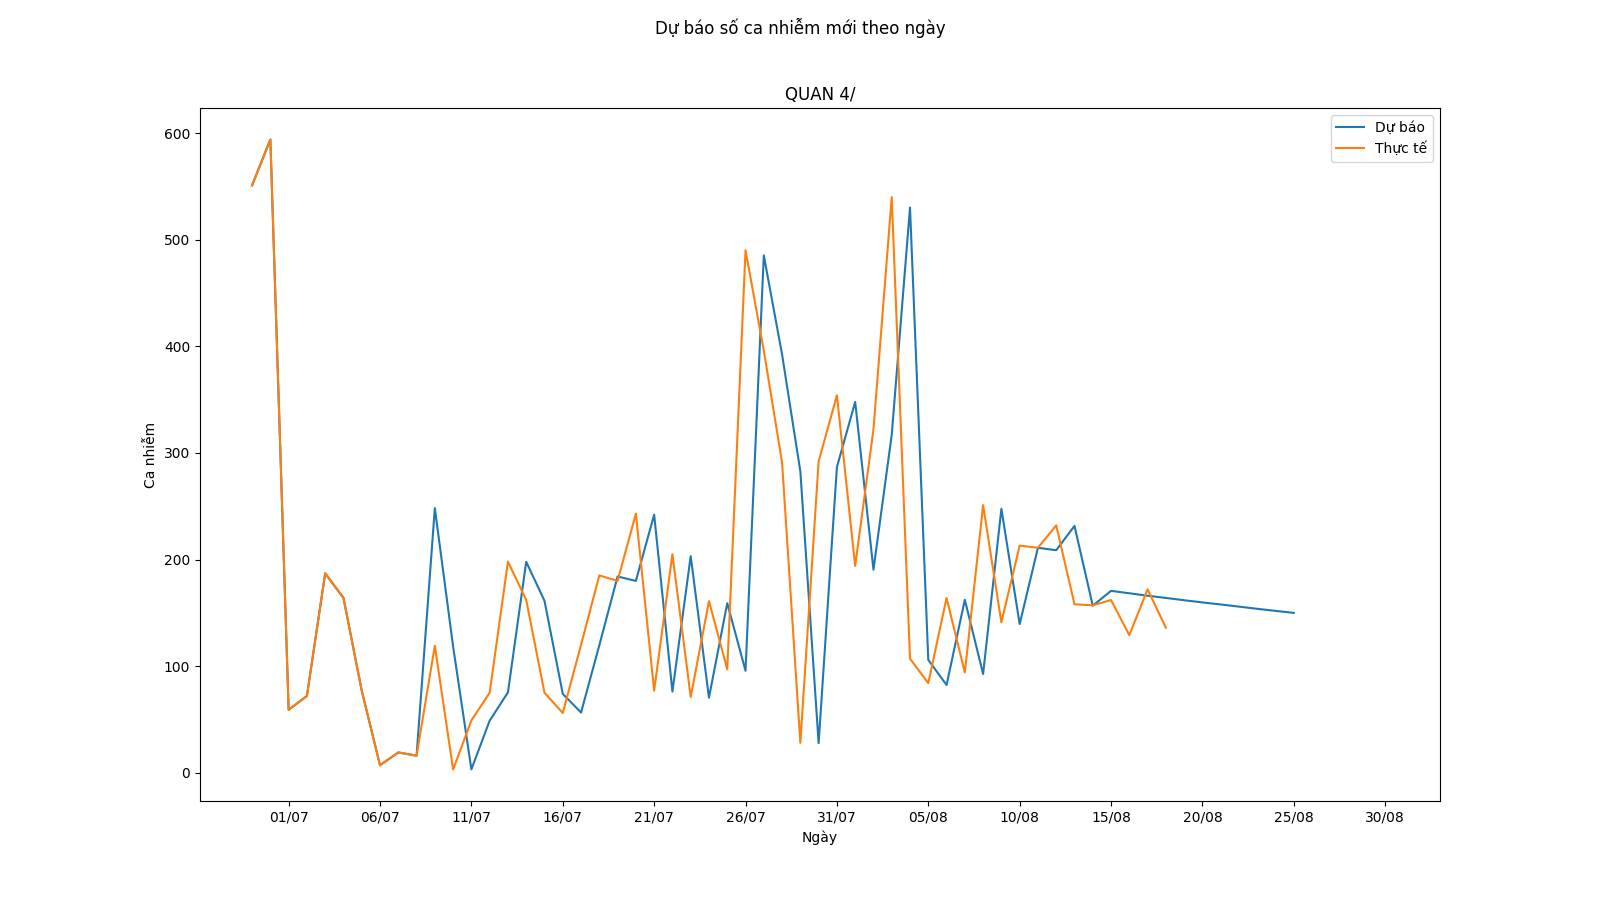 Dự báo số ca nhiễm mới theo ngày
QUAN 4/
Dự báo
Thực tế
600
500
400
300
200
100
0
Ca nhiễm
01/07 06/07 11/07 16/07 21/07 26/07 31/07 05/08 10/08 15/08 20/08 25/08 30/08
Ngày